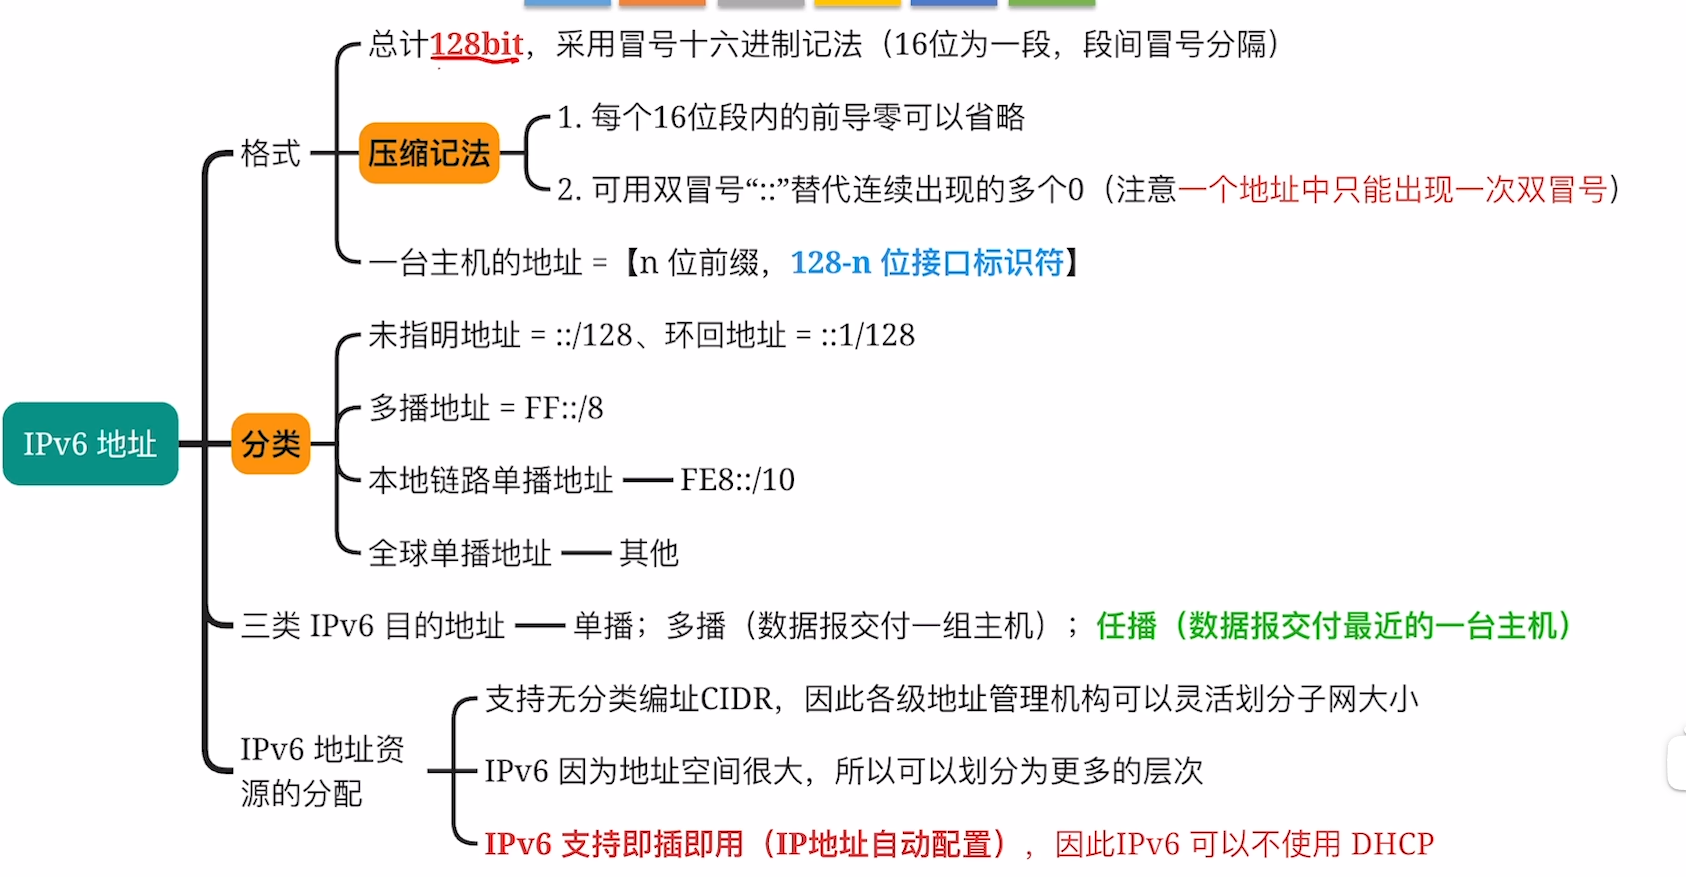 总计128bit，采用冒号十六进制记法（16位为一段，段间冒号分隔）
格式
压缩记法
1. 每个16位段内的前导零可以省略
2. 可用双冒号“::”替代连续出现的多个0（注意一个地址中只能出现一次双冒号）
一台主机的地址 =【n 位前缀，128-n 位接口标识符】
IPv6 地址
分类
未指明地址 = ::/128、环回地址 = ::1/128
多播地址 = FF::/8
本地链路单播地址
FE8::/10
全球单播地址
其他
三类 IPv6 目的地址
单播；多播（数据报交付一组主机）；任播（数据报交付最近的一台主机）
IPv6 地址资
源的分配
支持无分类编址CIDR，因此各级地址管理机构可以灵活划分子网大小
IPv6 因为地址空间很大，所以可以划分为更多的层次
IPv6 支持即插即用（IP地址自动配置），因此IPv6 可以不使用 DHCP